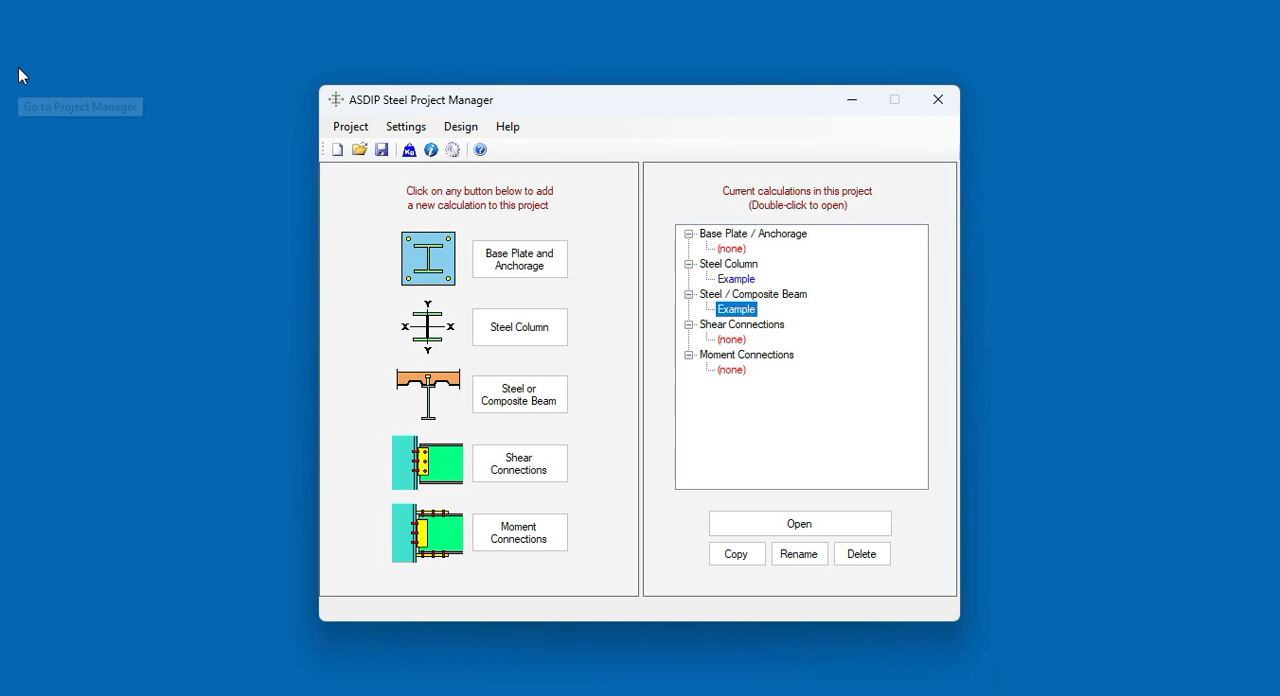 Go to Project Manager
ASDIP Steel Project Manager
Project Settings Design Help
Kg
Click on any button below to add
a new calculation to this project
Base Plate and
Anchorage
Y
X X
Y
Steel Column
Steel or
Composite Beam
Shear
Connections
Moment
Connections
Current calculations in this project
(Double-click to open)
Base Plate / Anchorage
(none)
Steel Column
Example
Steel / Composite Beam
Example
Shear Connections
(none)
Moment Connections
(none)
Open
Copy Rename Delete